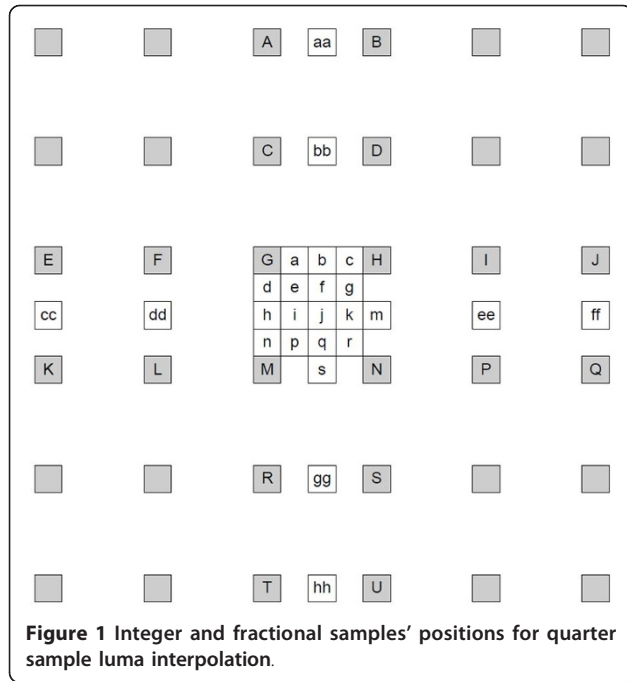 A aa B
C bb D
E F G a b c H I J
d e f g
cc dd h i j k m ee ff
n p q r
K L M s N P Q
R gg S
T hh U
Figure 1 Integer and fractional samples' positions for quarter
sample luma interpolation.